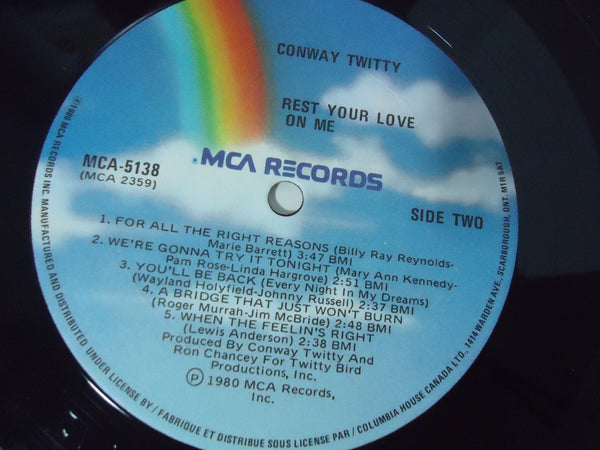 CONWAY TWITTY
REST YOUR LOVE
ON ME
MCA RECORDS
MCA-5138
(MCA 2359)
SIDE TWO
1. FOR ALL THE RIGHT REASONS (Billy Ray Reynolds-
Marie Barrett) 3:47 BMI
2. WE'RE GONNA TRY IT TONIGHT (Mary Ann Kennedy-
Pam Rose-Linda Hargrove) 2:51 BMI
3. YOU'LL BE BACK (Every Night In My Dreams)
(Wayland Holyfield-Johnny Russell) 2:37 BMI
4. A BRIDGE THAT JUST WON'T BURN
(Roger Murrah-Jim McBride) 2:48 BMI
5. WHEN THE FEELIN'S RIGHT
(Lewis Anderson) 2:38 BMI
Produced By Conway Twitty And
Ron Chancey For Twitty Bird
Productions, Inc.
Ⓟ 1980 MCA Records,
Inc.
©1980 MCA RECORDS INC. MANUFACTURED AND DISTRIBUTED UNDER LICENSE BY / FABRIQUE ET DISTRIBUE SOUS LICENSE PAR / COLUMBIA HOUSE CANADA LTD., 1414 WARDEN AVE., SCARBOROUGH, ONT. M1R 5A7